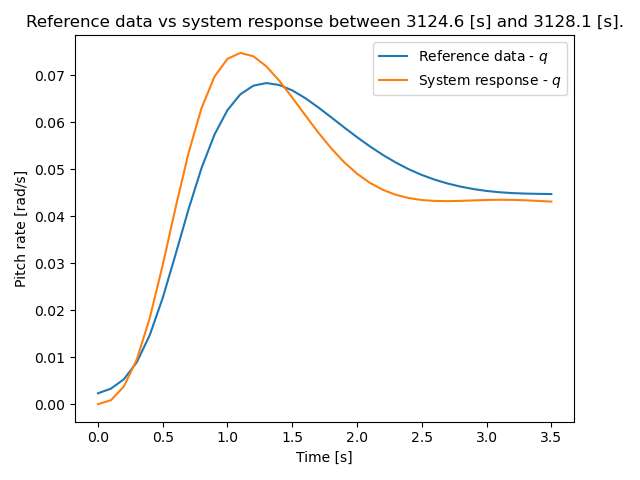 Reference data vs system response between 3124.6 [s] and 3128.1 [s].
Reference data - q
System response - q
Pitch rate [rad/s]
0.07
0.06
0.05
0.04
0.03
0.02
0.01
0.00
0.0 0.5 1.0 1.5 2.0 2.5 3.0 3.5
Time [s]